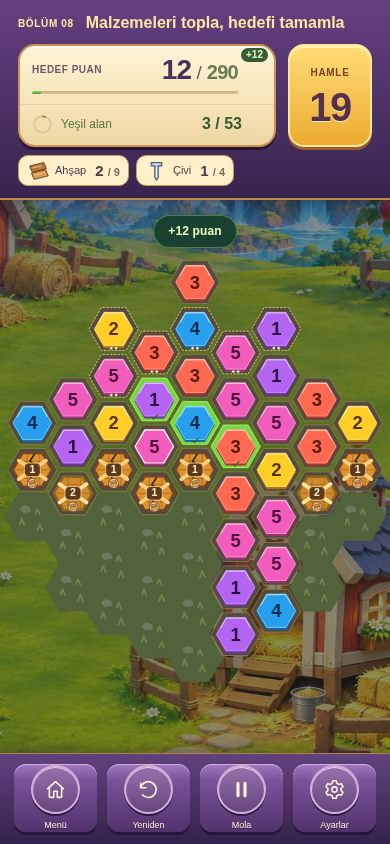 BÖLÜM 08 Malzemeleri topla, hedefi tamamla
HEDEF PUAN 12 / 290 +12
Yeşil alan 3 / 53
HAMLE
19
Ahşap 2 / 9 Çivi 1 / 4
+12 puan
3
2 4 1
3 5
5 3 1
5 1 5 3
4 2 4 5 2
1 5 3 3
1 1 1 2 1
2 1 3 2
5
5
5
1
4
1
Menü Yeniden Mola Ayarlar